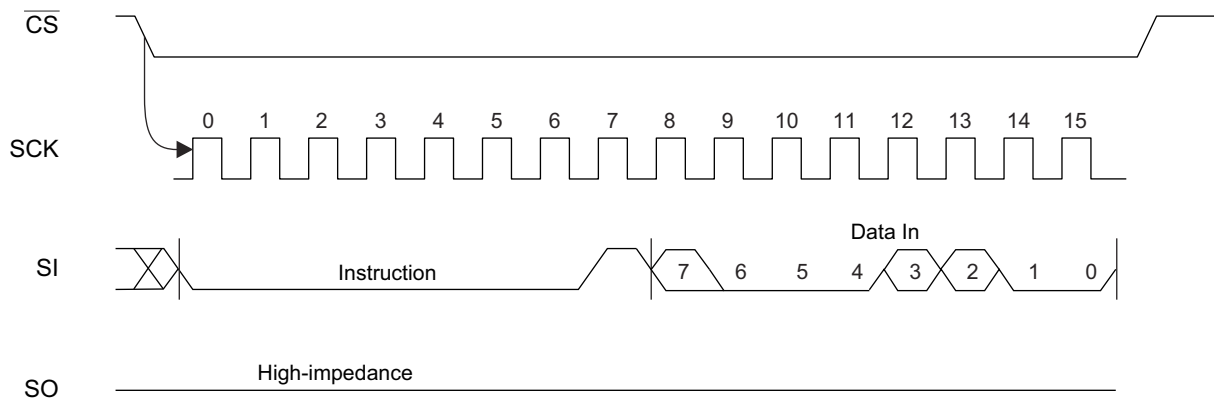 CS
0 1 2 3 4 5 6 7 8 9 10 11 12 13 14 15
SCK
Data In
SI
Instruction
7 6 5 4 3 2 1 0
High-impedance
SO